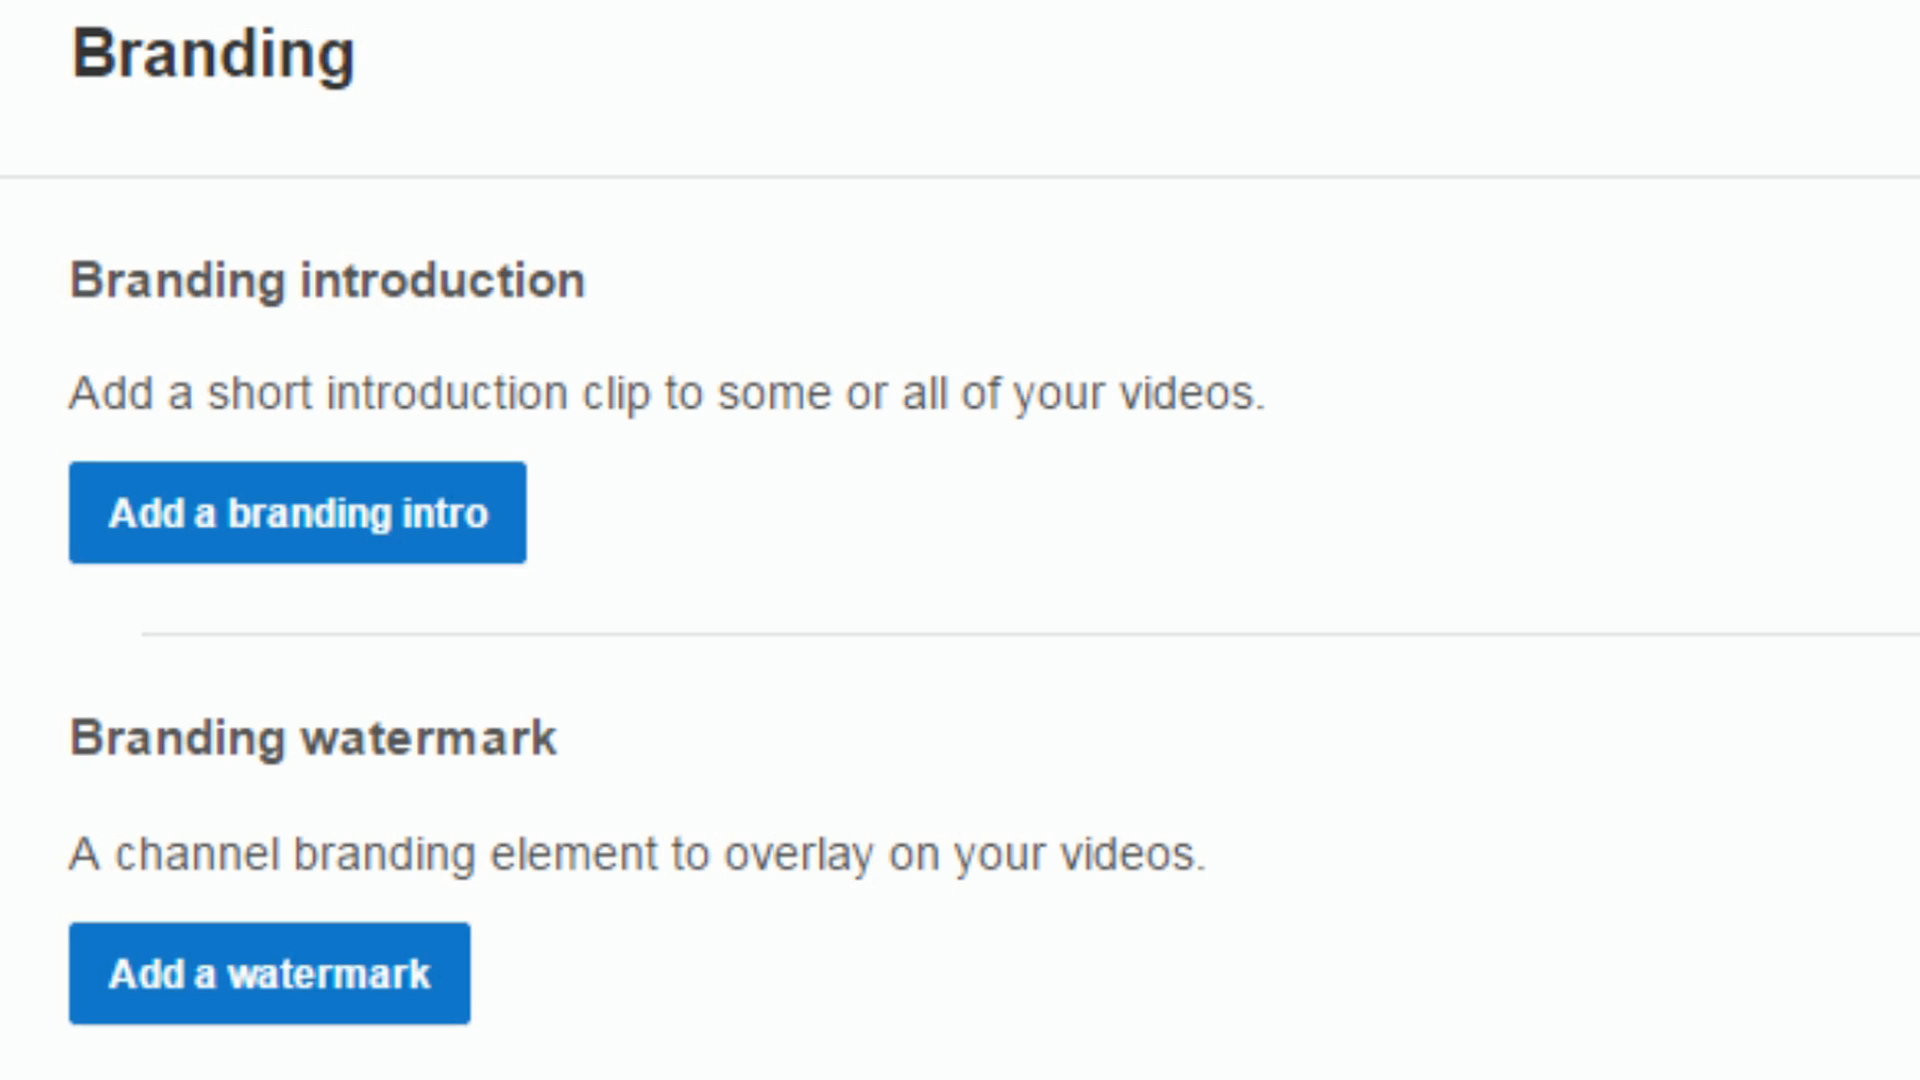 Branding
Branding introduction
Add a short introduction clip to some or all of your videos.
Add a branding intro
Branding watermark
A channel branding element to overlay on your videos.
Add a watermark